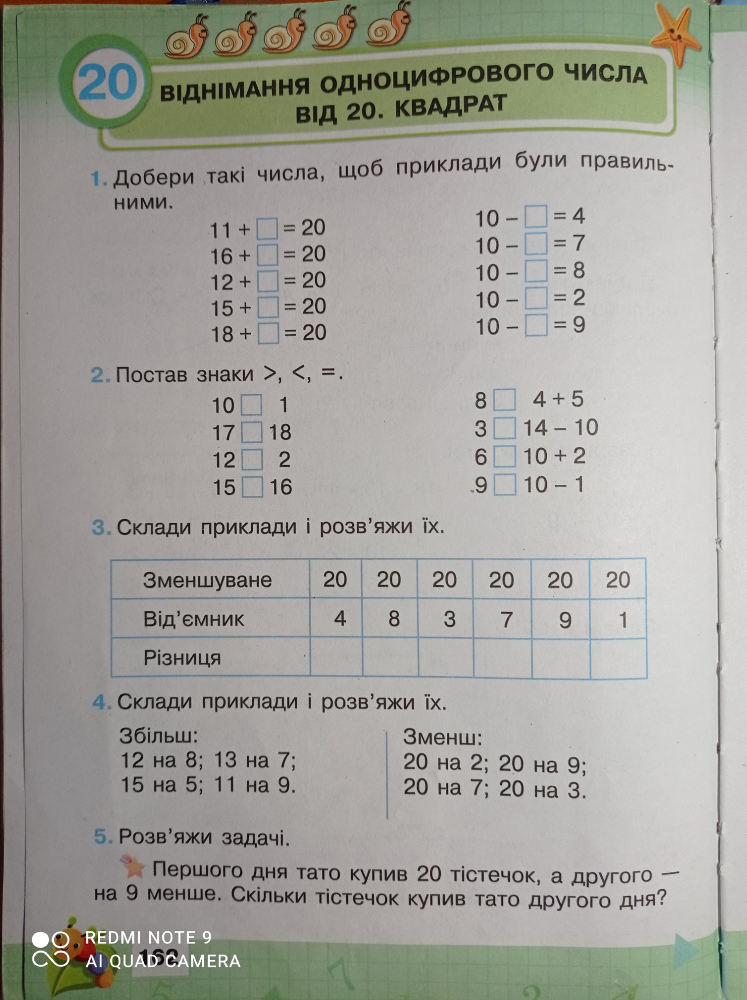 20
ВІДНІМАННЯ ОДНОЦИФРОВОГО ЧИСЛА
ВІД 20. КВАДРАТ
1. Добери такі числа, щоб приклади були правиль-
ними.
11 + □ = 20
16 + □ = 20
12 + □ = 20
15 + □ = 20
18 + □ = 20
10 – □ = 4
10 – □ = 7
10 – □ = 8
10 – □ = 2
10 – □ = 9
2. Постав знаки >, <, =.
10 □ 1
17 □ 18
12 □ 2
15 □ 16
8 □ 4 + 5
3 □ 14 – 10
6 □ 10 + 2
9 □ 10 – 1
3. Склади приклади і розв’яжи їх.
Зменшуване 20 20 20 20 20 20
Від’ємник 4 8 3 7 9 1
Різниця
4. Склади приклади і розв’яжи їх.
Збільш:
12 на 8; 13 на 7;
15 на 5; 11 на 9.
Зменш:
20 на 2; 20 на 9;
20 на 7; 20 на 3.
5. Розв’яжи задачі.
Першого дня тато купив 20 тістечок, а другого —
на 9 менше. Скільки тістечок купив тато другого дня?
162
REDMI NOTE 9
AI QUAD CAMERA